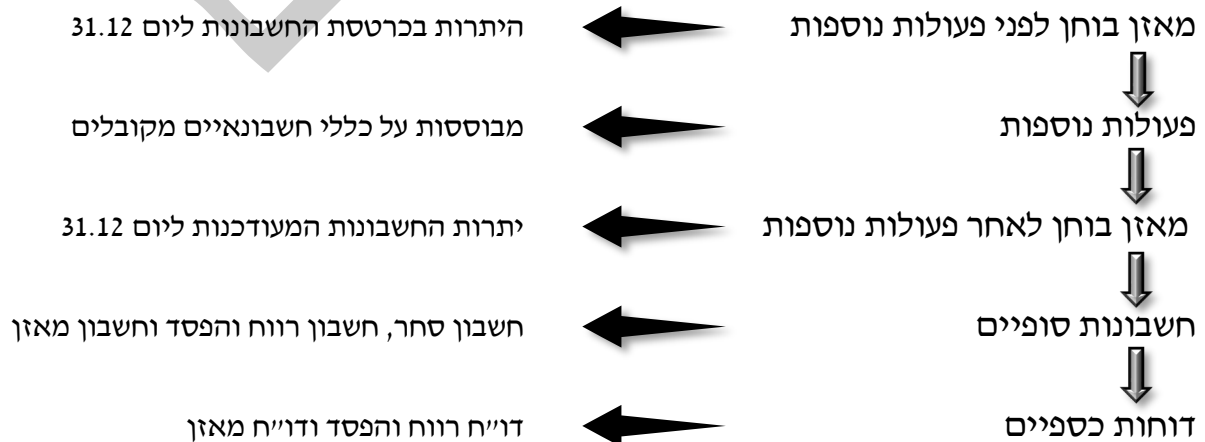 מאזן בוחן לפני פעולות נוספות
היתרות בכרטסת החשבונות ליום 31.12
פעולות נוספות
מבוססות על כללי חשבונאיים מקובלים
מאזן בוחן לאחר פעולות נוספות
יתרות החשבונות המעודכנות ליום 31.12
חשבונות סופיים
חשבון סחר, חשבון רווח והפסד וחשבון מאזן
דוחות כספיים
דו״ח רווח והפסד ודו״ח מאזן